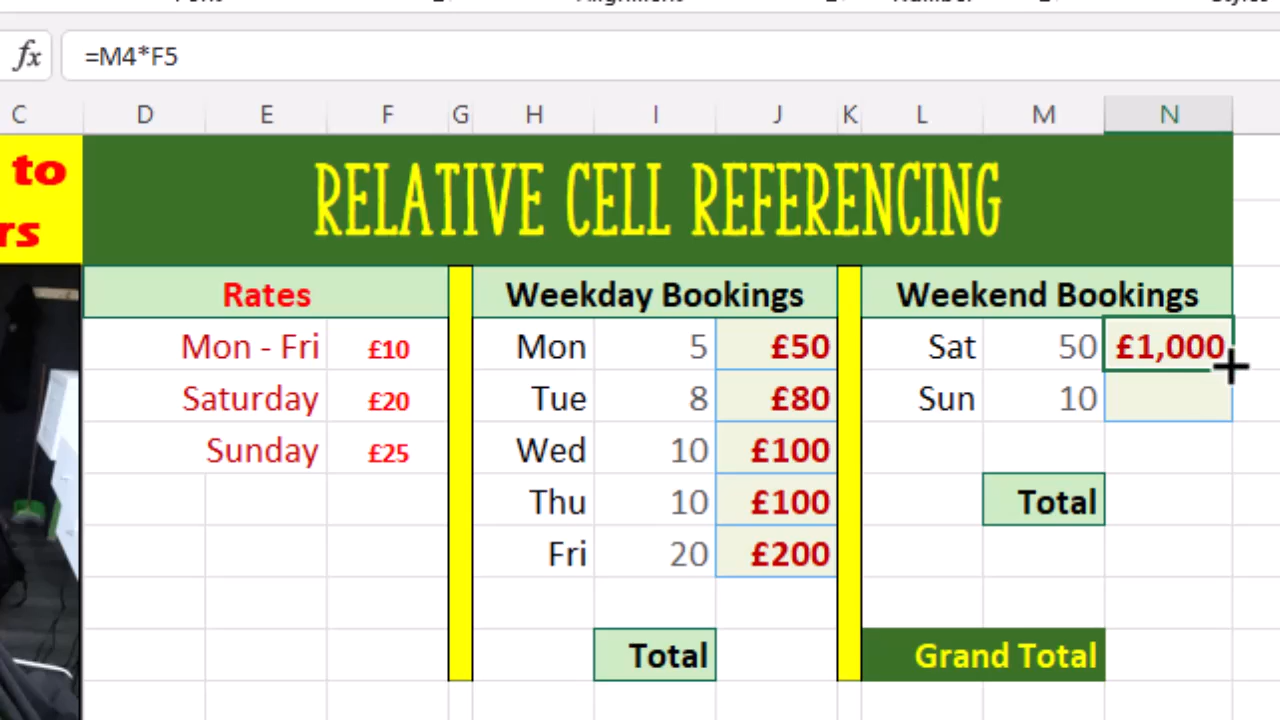 fx =M4*F5
C D E F G H I J K L M N
to
rs
RELATIVE CELL REFERENCING
Rates Weekday Bookings Weekend Bookings
Mon - Fri £10 Mon 5 £50 Sat 50 £1,000
Saturday £20 Tue 8 £80 Sun 10
Sunday £25 Wed 10 £100
Thu 10 £100 Total
Fri 20 £200
Total Grand Total